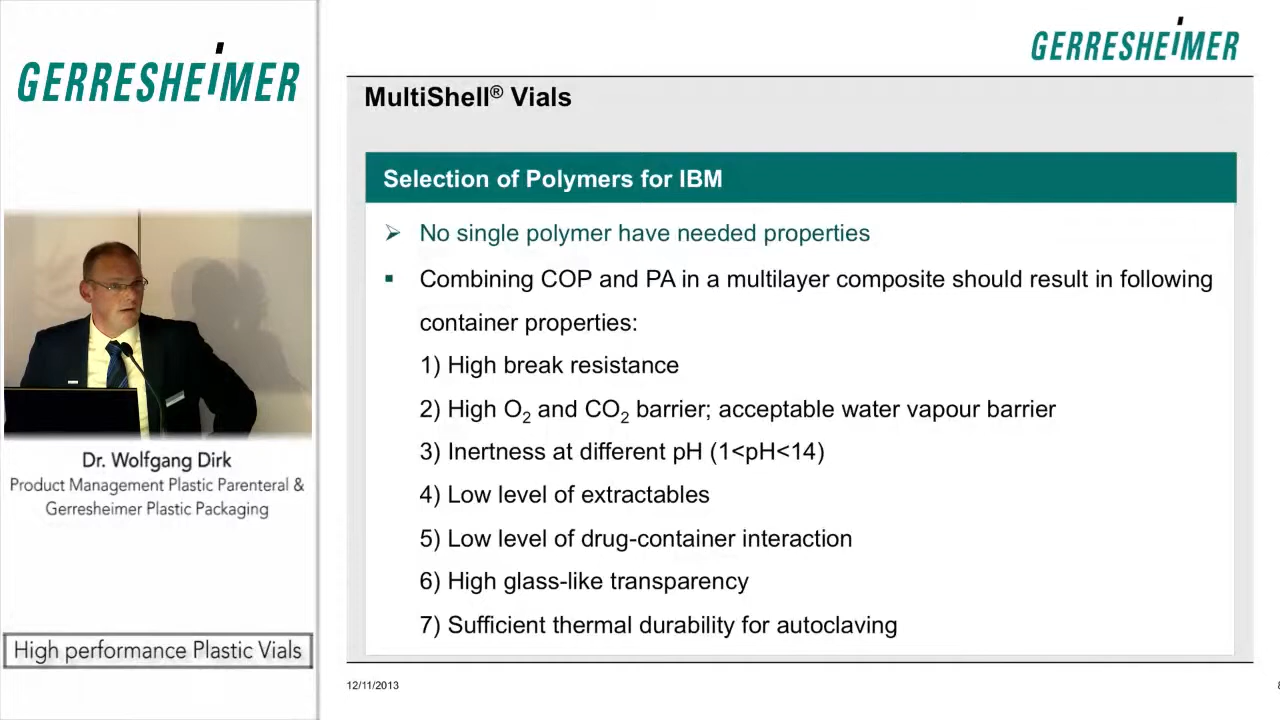 GERRESHEIMER
Dr. Wolfgang Dirk
Product Management Plastic Parenteral &
Gerresheimer Plastic Packaging
High performance Plastic Vials
GERRESHEIMER
MultiShell® Vials
Selection of Polymers for IBM
➢ No single polymer have needed properties
▪ Combining COP and PA in a multilayer composite should result in following
container properties:
1) High break resistance
2) High O₂ and CO₂ barrier; acceptable water vapour barrier
3) Inertness at different pH (1<pH<14)
4) Low level of extractables
5) Low level of drug-container interaction
6) High glass-like transparency
7) Sufficient thermal durability for autoclaving
12/11/2013
8